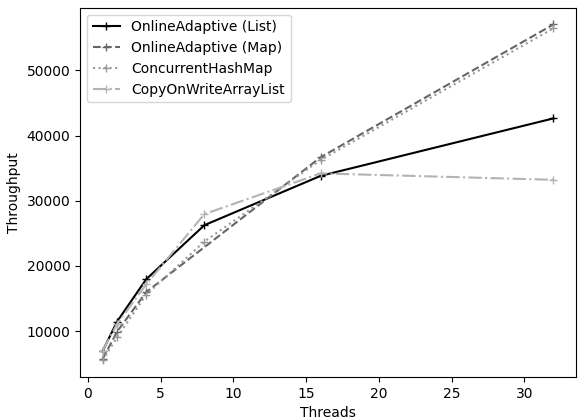 OnlineAdaptive (List)
OnlineAdaptive (Map)
ConcurrentHashMap
CopyOnWriteArrayList
50000
40000
30000
20000
10000
Throughput
0 5 10 15 20 25 30
Threads